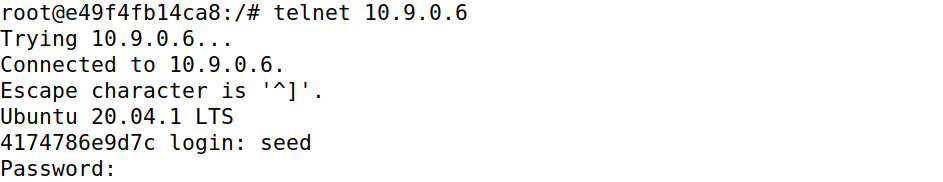 root@e49f4fb14ca8:/# telnet 10.9.0.6
Trying 10.9.0.6...
Connected to 10.9.0.6.
Escape character is '^]'.
Ubuntu 20.04.1 LTS
4174786e9d7c login: seed
Password: